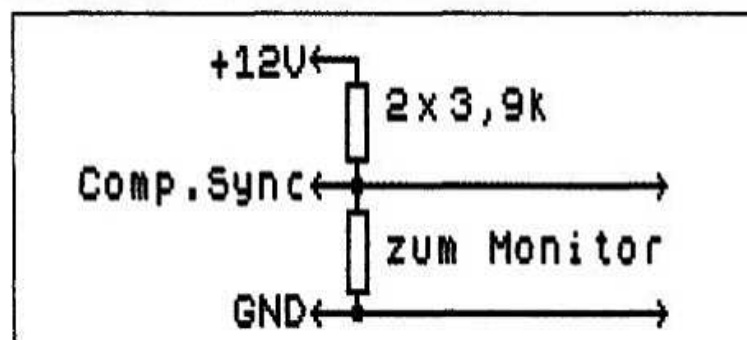 +12V
2x3,9k
Comp.Sync
zum Monitor
GND